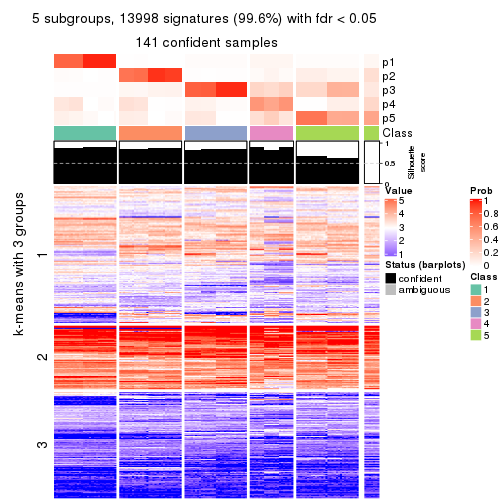 5 subgroups, 13998 signatures (99.6%) with fdr < 0.05
141 confident samples
p1
p2
p3
p4
p5
Class
1
0.5
0
Silhouette
score
k-means with 3 groups
1
2
3
Value
5
4
3
2
1
Status (barplots)
confident
ambiguous
Prob
1
0.8
0.6
0.4
0.2
0
Class
1
2
3
4
5